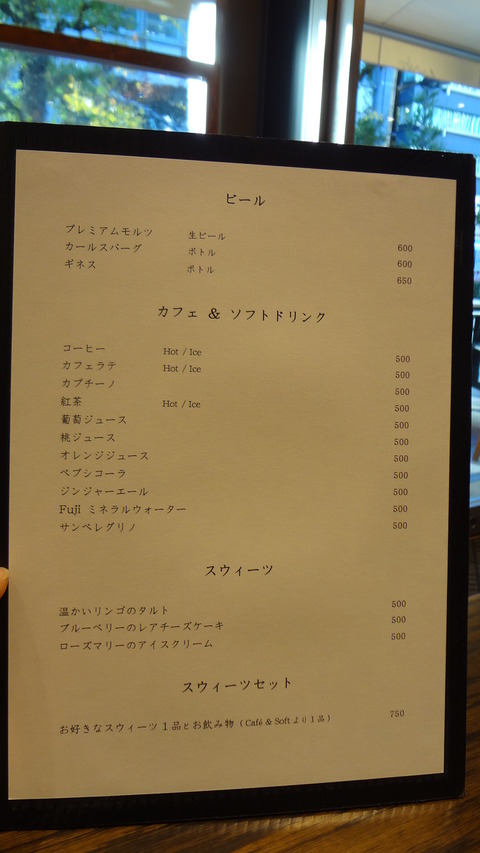 ビール
プレミアムモルツ 生ビール 600
カールスバーグ ボトル 600
ギネス ボトル 650
カフェ & ソフトドリンク
コーヒー Hot / Ice 500
カフェラテ Hot / Ice 500
カプチーノ 500
紅茶 Hot / Ice 500
葡萄ジュース 500
桃ジュース 500
オレンジジュース 500
ペプシコーラ 500
ジンジャーエール 500
Fuji ミネラルウォーター 500
サンペレグリノ 500
スウィーツ
温かいリンゴのタルト 500
ブルーベリーのレアチーズケーキ 500
ローズマリーのアイスクリーム 500
スウィーツセット
お好きなスウィーツ１品とお飲み物 (Café & Soft より１品) 750